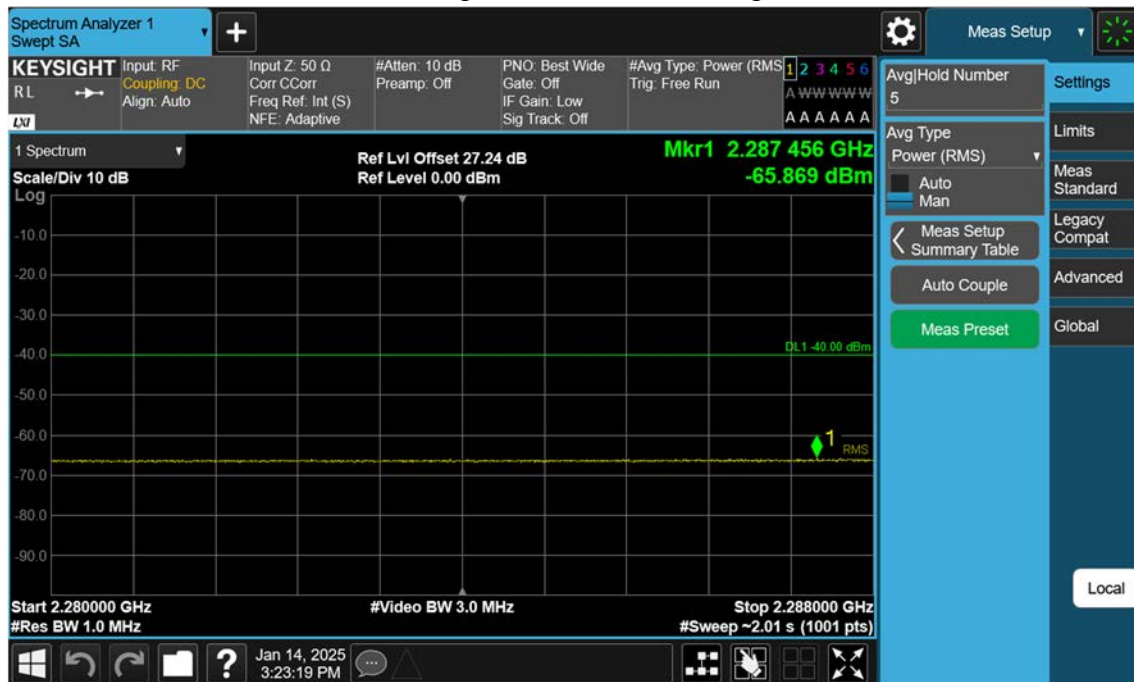 Spectrum Analyzer 1
Swept SA
+
Meas Setup
KEYSIGHT
R L
LXI
Input: RF
Coupling: DC
Align: Auto
Input Z: 50 Ω
Corr CCorr
Freq Ref: Int (S)
NFE: Adaptive
#Atten: 10 dB
Preamp: Off
PNO: Best Wide
Gate: Off
IF Gain: Low
Sig Track: Off
#Avg Type: Power (RMS
Trig: Free Run
1 2 3 4 5 6
A W W W W W
A A A A A A
1 Spectrum
Scale/Div 10 dB
Log
Ref Lvl Offset 27.24 dB
Ref Level 0.00 dBm
Mkr1 2.287 456 GHz
-65.869 dBm
-10.0
-20.0
-30.0
-40.0
-50.0
-60.0
-70.0
-80.0
-90.0
DL1 -40.00 dBm
1
RMS
Start 2.280000 GHz
#Res BW 1.0 MHz
#Video BW 3.0 MHz
Stop 2.288000 GHz
#Sweep ~2.01 s (1001 pts)
Avg|Hold Number
5
Avg Type
Power (RMS)
Auto
Man
Meas Setup
Summary Table
Auto Couple
Meas Preset
Settings
Limits
Meas
Standard
Legacy
Compat
Advanced
Global
Local
?
Jan 14, 2025
3:23:19 PM